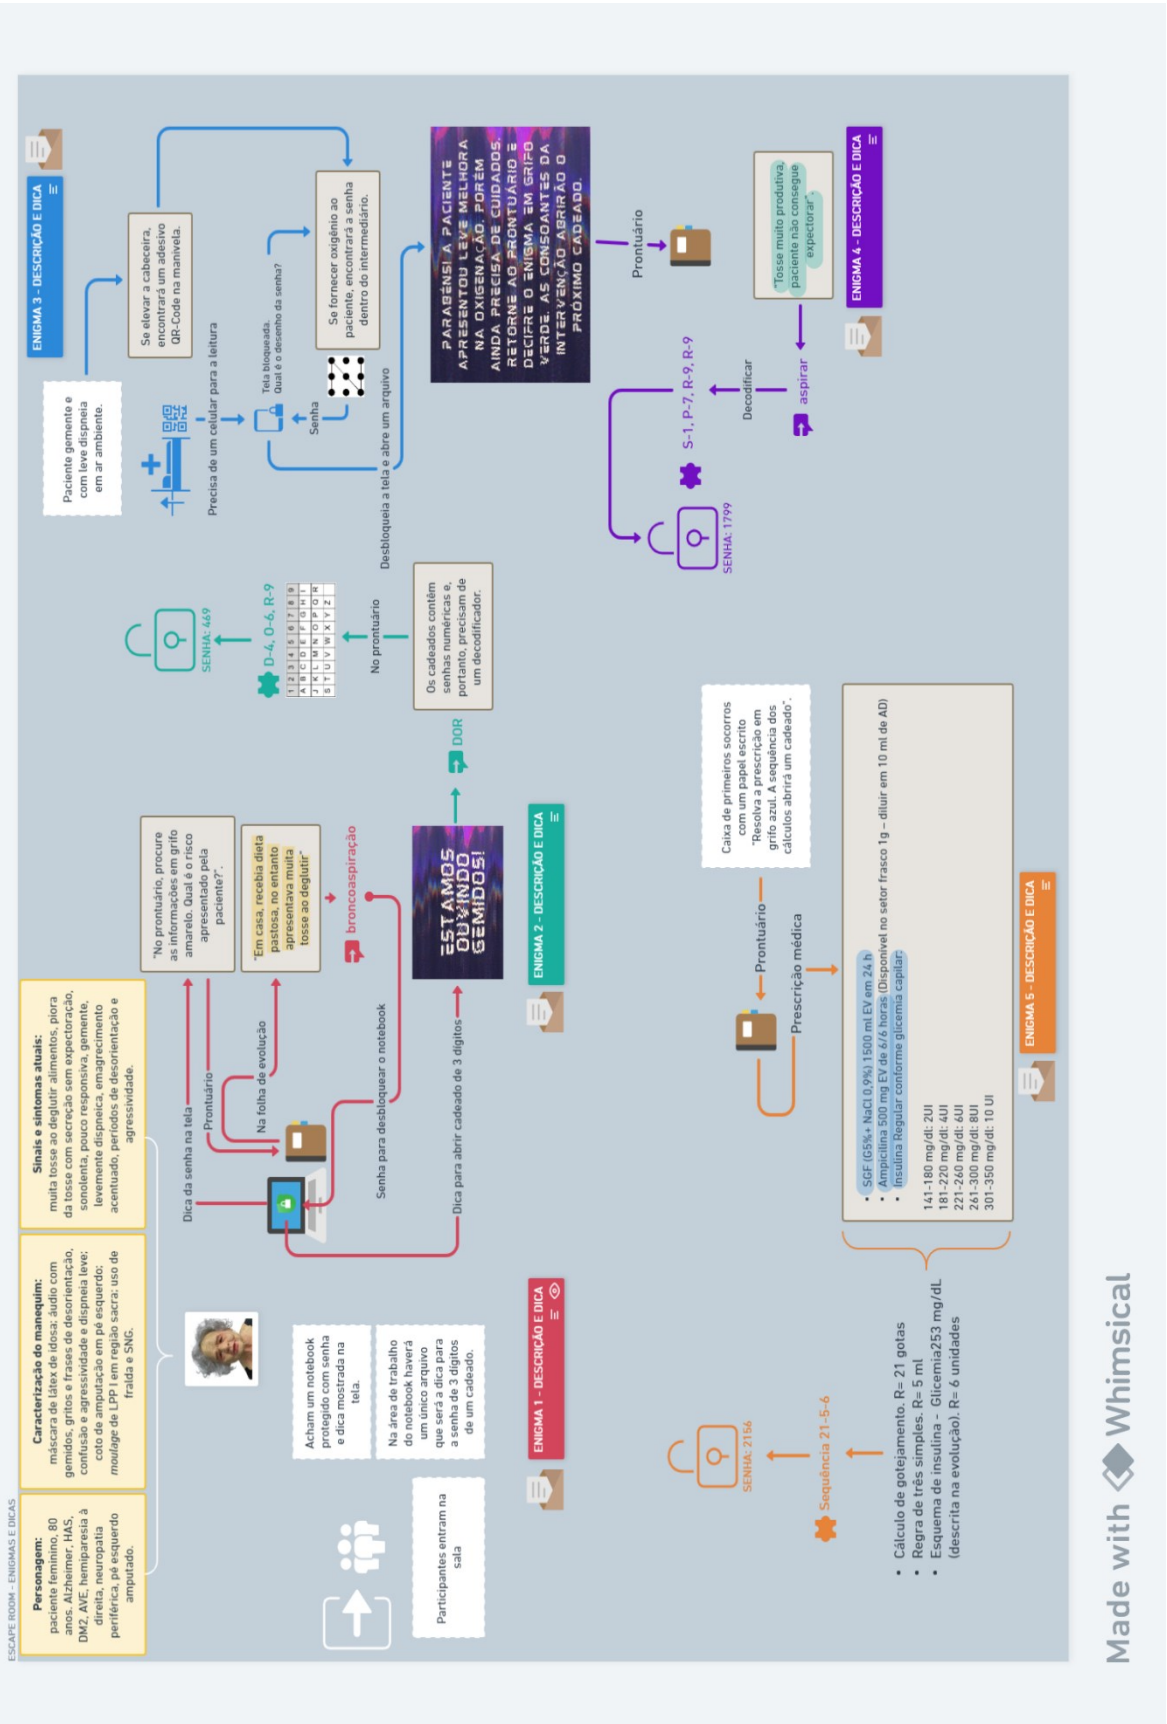 ESCAPE ROOM - ENIGMAS E DICAS
Personagem:
paciente feminino, 80
anos. Alzheimer, HAS,
DM2, AVE, hemiparesia à
direita, neuropatia
periférica, pé esquerdo
amputado.
Caracterização do manequim:
máscara de látex de idosa; áudio com
gemidos, gritos e frases de desorientação,
confusão e agressividade e dispneia leve;
coto de amputação em pé esquerdo;
moulage de LPP I em região sacra; uso de
fralda e SNG.
Sinais e sintomas atuais:
muita tosse ao deglutir alimentos, piora
da tosse com secreção sem expectoração,
sonolenta, pouco responsiva, gemente,
levemente dispneica, emagrecimento
acentuado, períodos de desorientação e
agressividade.
Participantes entram na
sala
Acham um notebook
protegido com senha
e dica mostrada na
tela.
Na área de trabalho
do notebook haverá
um único arquivo
que será a dica para
a senha de 3 dígitos
de um cadeado.
ENIGMA 1 - DESCRIÇÃO E DICA
Dica da senha na tela
Prontuário
Na folha de evolução
"No prontuário, procure
as informações em grifo
amarelo. Qual é o risco
apresentado pela
paciente?".
"Em casa, recebia dieta
pastosa, no entanto
apresentava muita
tosse ao deglutir"
broncoaspiração
Senha para desbloquear o notebook
Dica para abrir cadeado de 3 dígitos
ESTAMOS
OUVINDO
GEMIDOS!
ENIGMA 2 - DESCRIÇÃO E DICA
DOR
Os cadeados contêm
senhas numéricas e,
portanto, precisam de
um decodificador.
No prontuário
1 2 3 4 5 6 7 8 9
A B C D E F G H I
J K L M N O P Q R
S T U V W X Y Z
D-4, O-6, R-9
SENHA: 469
ENIGMA 3 - DESCRIÇÃO E DICA
Paciente gemente e
com leve dispneia
em ar ambiente.
Se elevar a cabeceira,
encontrará um adesivo
QR-Code na manivela.
Precisa de um celular para a leitura
Tela bloqueada.
Qual é o desenho da senha?
Se fornecer oxigênio ao
paciente, encontrará a senha
dentro do intermediário.
Senha
Desbloqueia a tela e abre um arquivo
PARABÉNS! A PACIENTE
APRESENTOU LEVE MELHORA
NA OXIGENAÇÃO, PORÉM
AINDA PRECISA DE CUIDADOS.
RETORNE AO PRONTUÁRIO E
DECIFRE O ENIGMA EM GRIFO
VERDE. AS CONSOANTES DA
INTERVENÇÃO ABRIRÃO O
PRÓXIMO CADEADO.
Prontuário
"Tosse muito produtiva,
paciente não consegue
expectorar".
ENIGMA 4 - DESCRIÇÃO E DICA
aspirar
Decodificar
S-1, P-7, R-9, R-9
SENHA: 1799
Caixa de primeiros socorros
com um papel escrito
"Resolva a prescrição em
grifo azul. A sequência dos
cálculos abrirá um cadeado".
Prontuário
Prescrição médica
• SGF (G5%+ NaCl 0,9%) 1500 ml EV em 24 h
• Ampicilina 500 mg EV de 6/6 horas (Disponível no setor frasco 1g – diluir em 10 ml de AD)
• Insulina Regular conforme glicemia capilar:
141-180 mg/dl: 2UI
181-220 mg/dl: 4UI
221-260 mg/dl: 6UI
261-300 mg/dl: 8UI
301-350 mg/dl: 10 UI
ENIGMA 5 - DESCRIÇÃO E DICA
• Cálculo de gotejamento. R= 21 gotas
• Regra de três simples. R= 5 ml
• Esquema de insulina - Glicemia253 mg/dL
(descrita na evolução). R= 6 unidades
Sequência 21-5-6
SENHA: 2156
Made with Whimsical